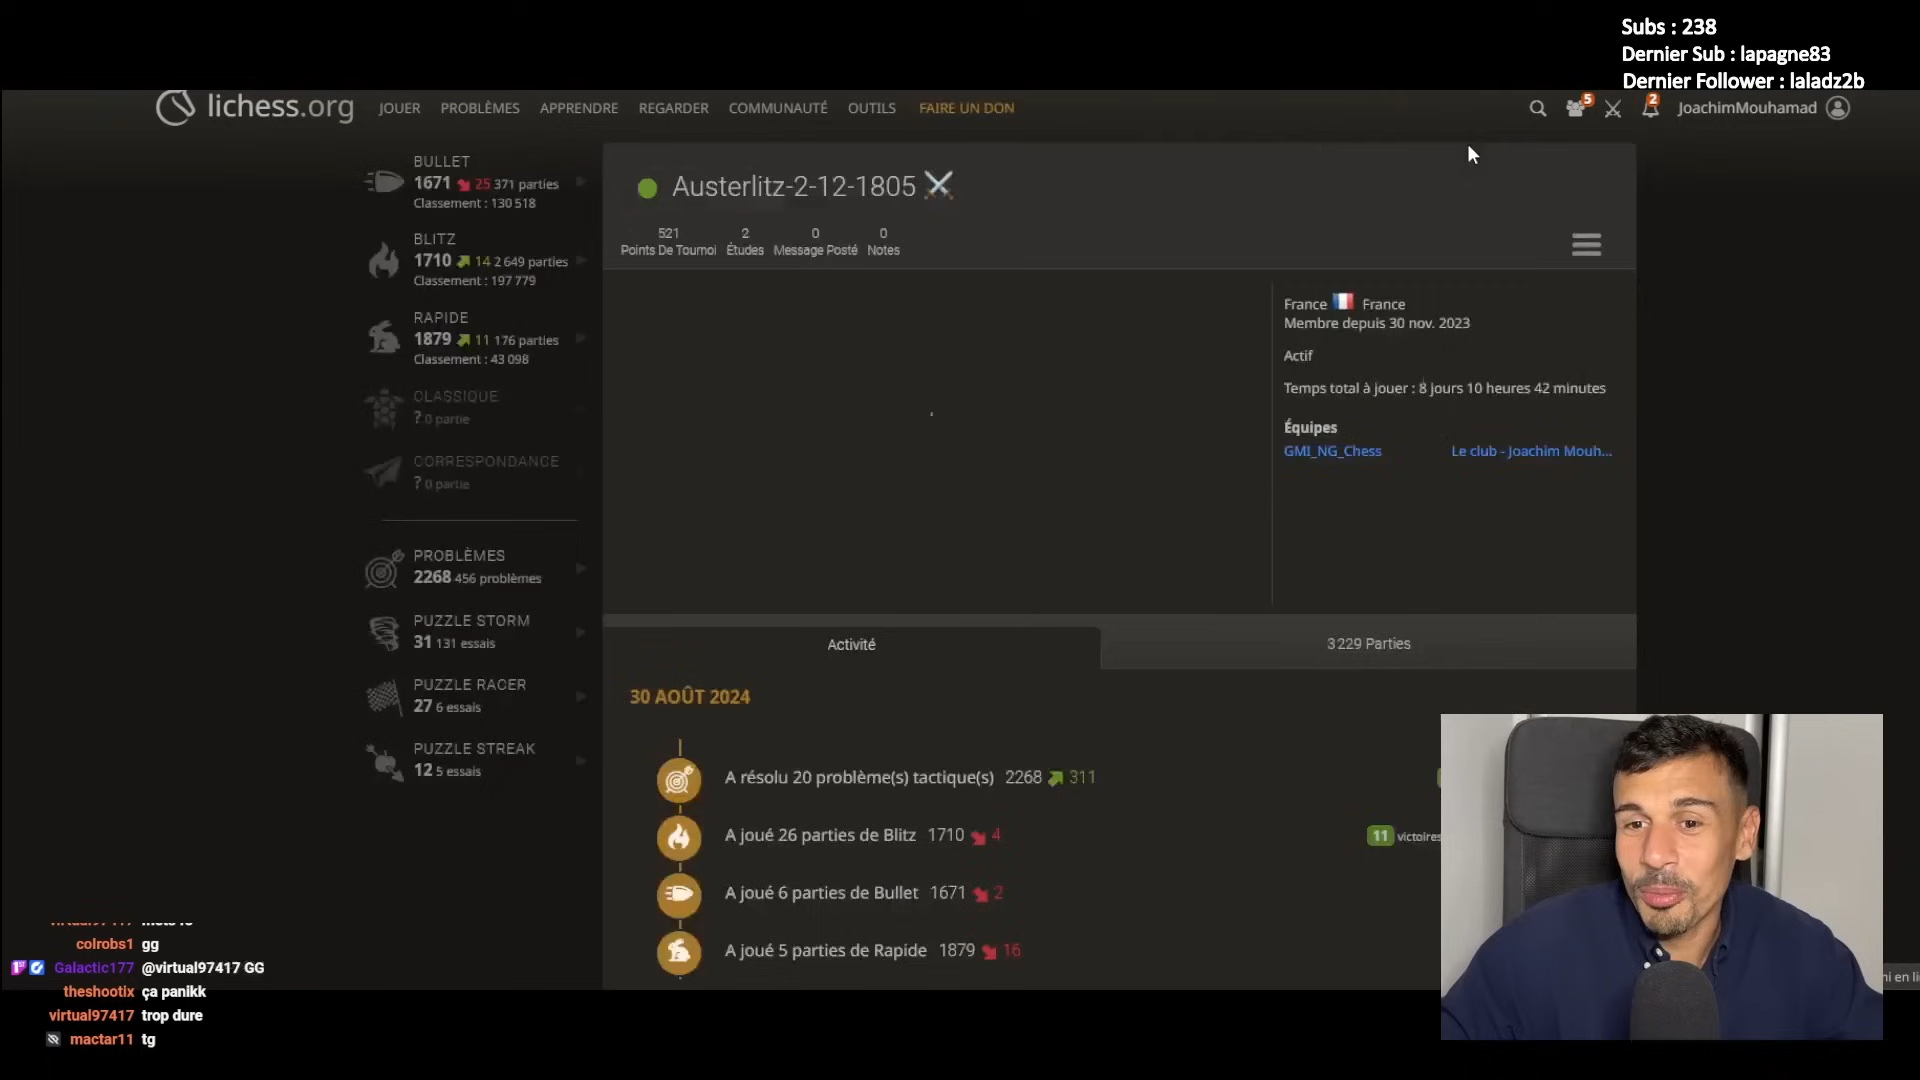 Subs : 238
Dernier Sub : lapagne83
Dernier Follower : laladz2b
lichess.org
JOUER PROBLÈMES APPRENDRE REGARDER COMMUNAUTÉ OUTILS FAIRE UN DON
5 2 JoachimMouhamad
BULLET
1671 25 371 parties
Classement : 130 518
BLITZ
1710 14 2 649 parties
Classement : 197 779
RAPIDE
1879 11 176 parties
Classement : 43 098
CLASSIQUE
? 0 partie
CORRESPONDANCE
? 0 partie
PROBLÈMES
2268 456 problèmes
PUZZLE STORM
31 131 essais
PUZZLE RACER
27 6 essais
PUZZLE STREAK
12 5 essais
Austerlitz-2-12-1805
521 2 0 0
Points De Tournoi Études Message Posté Notes
France France
Membre depuis 30 nov. 2023
Actif
Temps total à jouer : 8 jours 10 heures 42 minutes
Équipes
GMI_NG_Chess Le club - Joachim Mouh...
Activité 3 229 Parties
30 AOÛT 2024
A résolu 20 problème(s) tactique(s) 2268 311
A joué 26 parties de Blitz 1710 4 11 victoires
A joué 6 parties de Bullet 1671 2
A joué 5 parties de Rapide 1879 16
colrobs1 gg
Galactic177 @virtual97417 GG
theshootix ça panikk
virtual97417 trop dure
mactar11 tg